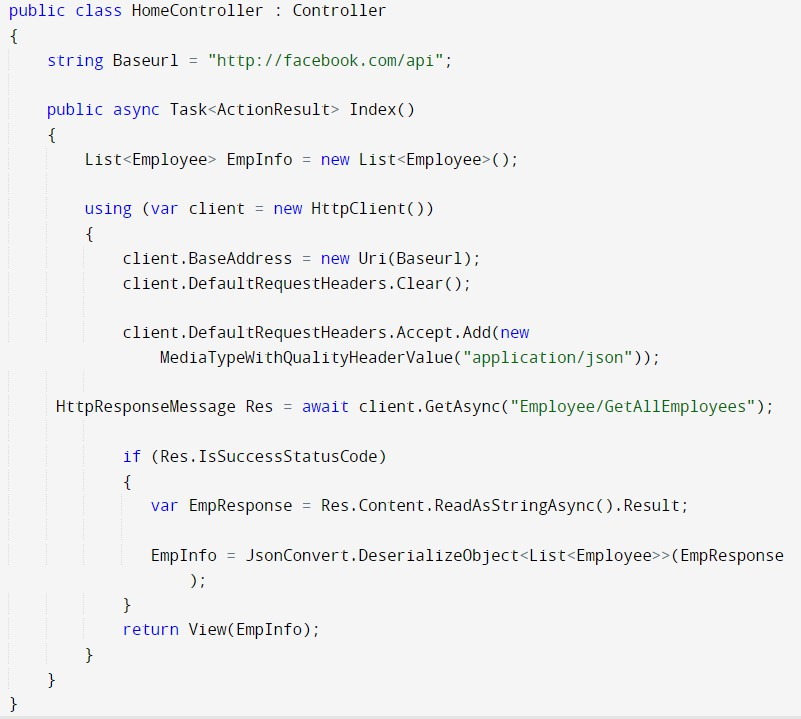 public class HomeController : Controller
{
string Baseurl = "http://facebook.com/api";
public async Task<ActionResult> Index()
{
List<Employee> EmpInfo = new List<Employee>();
using (var client = new HttpClient())
{
client.BaseAddress = new Uri(Baseurl);
client.DefaultRequestHeaders.Clear();
client.DefaultRequestHeaders.Accept.Add(new
MediaTypeWithQualityHeaderValue("application/json"));
HttpResponseMessage Res = await client.GetAsync("Employee/GetAllEmployees");
if (Res.IsSuccessStatusCode)
{
var EmpResponse = Res.Content.ReadAsStringAsync().Result;
EmpInfo = JsonConvert.DeserializeObject<List<Employee>>(EmpResponse
);
}
return View(EmpInfo);
}
}
}